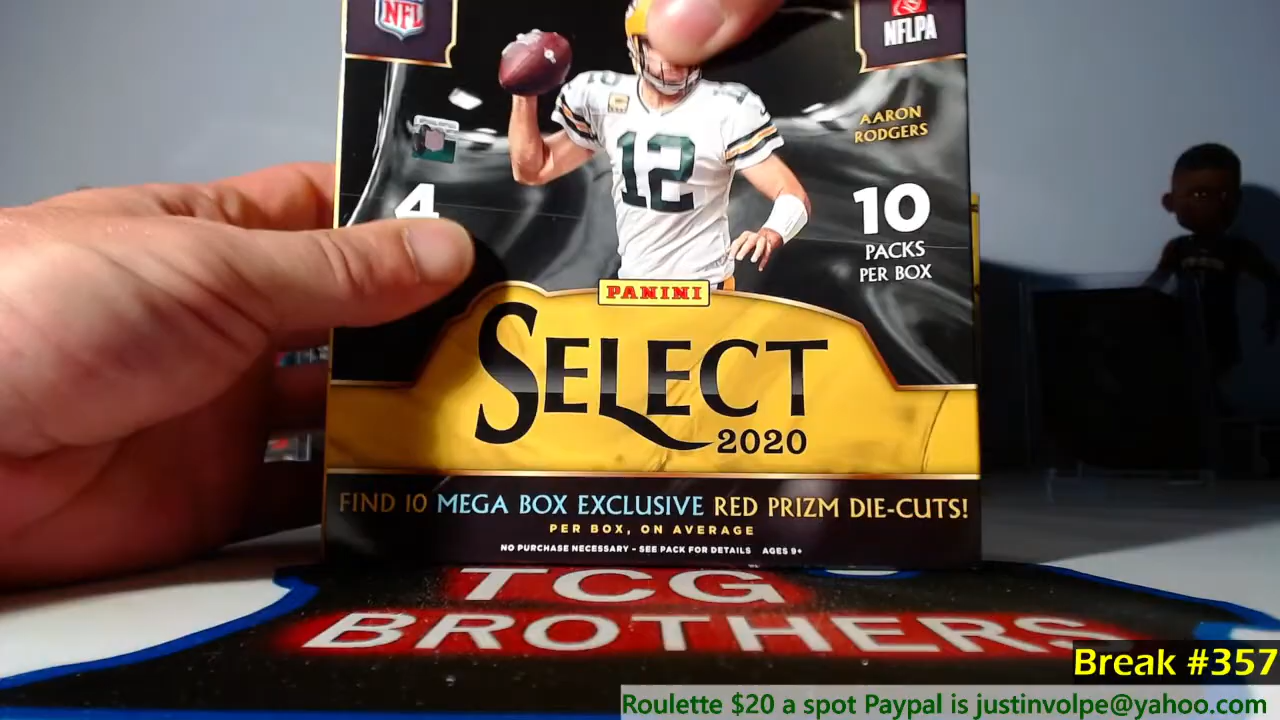 NFL
NFLPA
AARON
RODGERS
12
12
4
10
PACKS
PER BOX
PANINI
SELECT
2020
FIND 10 MEGA BOX EXCLUSIVE RED PRIZM DIE-CUTS!
PER BOX, ON AVERAGE
NO PURCHASE NECESSARY - SEE PACK FOR DETAILS AGES 9+
TCG
BROTHERS
Break #357
Roulette $20 a spot Paypal is justinvolpe@yahoo.com